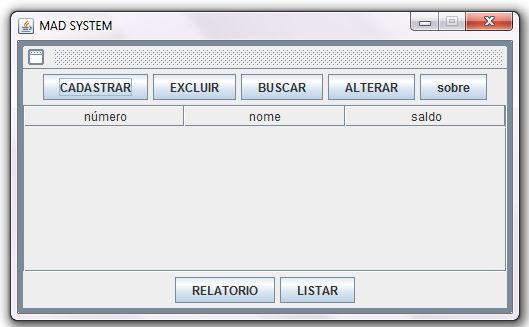 MAD SYSTEM
CADASTRAR EXCLUIR BUSCAR ALTERAR sobre
número nome saldo
RELATORIO LISTAR